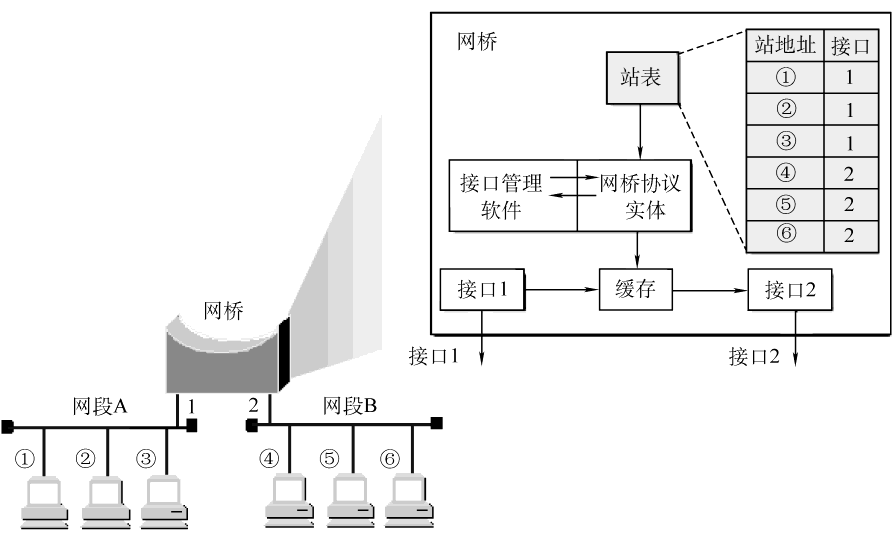 网桥
站表
站地址 接口
① 1
② 1
③ 1
④ 2
⑤ 2
⑥ 2
接口管理
软件
网桥协议
实体
接口1
缓存
接口2
接口1
接口2
网桥
网段A
1
2
网段B
①
②
③
④
⑤
⑥